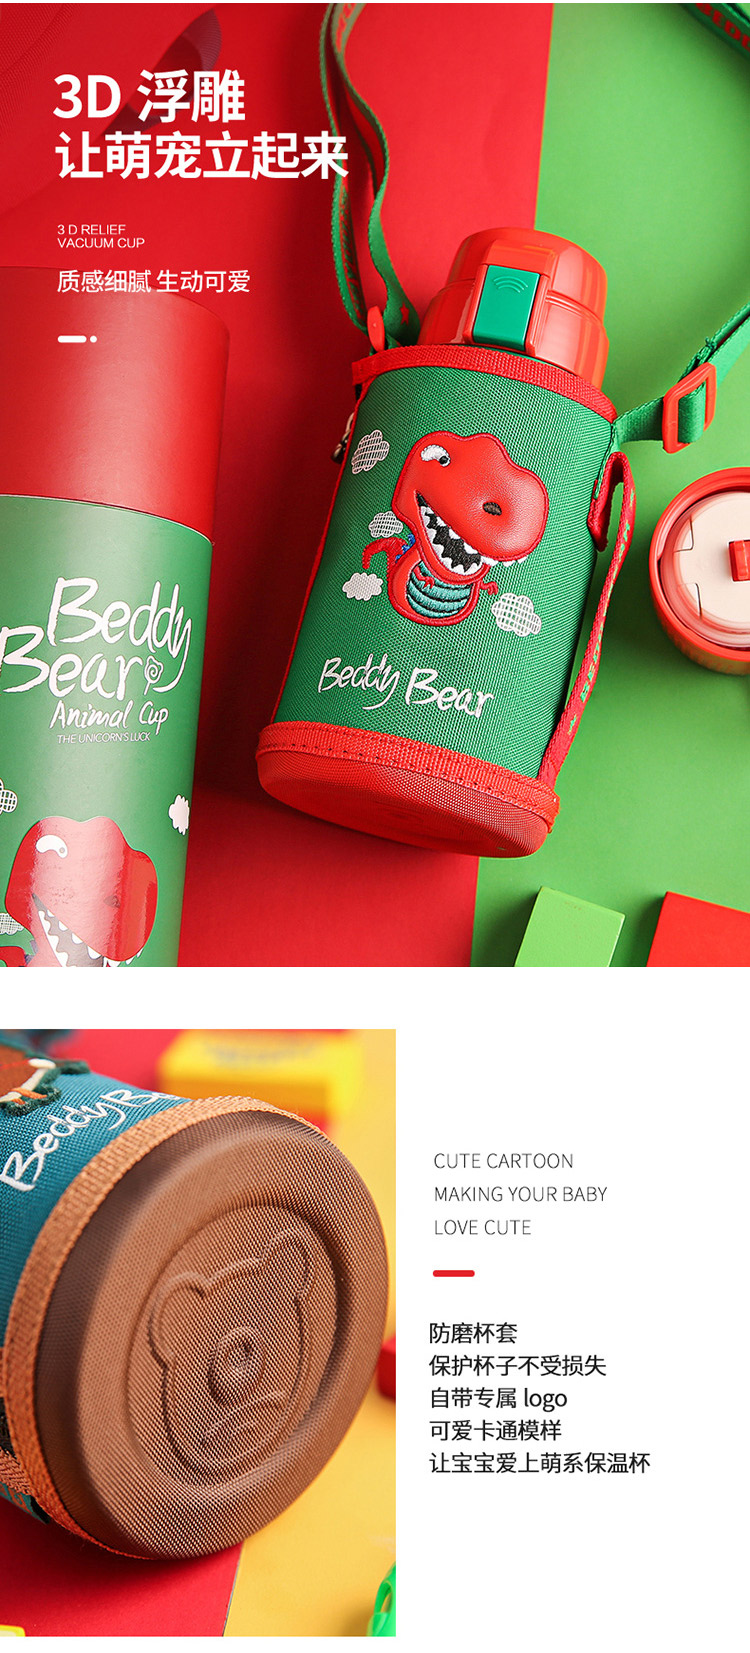 3D 浮雕
让萌宠立起来
3 D RELIEF
VACUUM CUP
质感细腻 生动可爱
Beddy
Bear
Animal Cup
THE UNICORN'S LUCK
Beddy Bear
Beddy B
CUTE CARTOON
MAKING YOUR BABY
LOVE CUTE
防磨杯套
保护杯子不受损失
自带专属 logo
可爱卡通模样
让宝宝爱上萌系保温杯